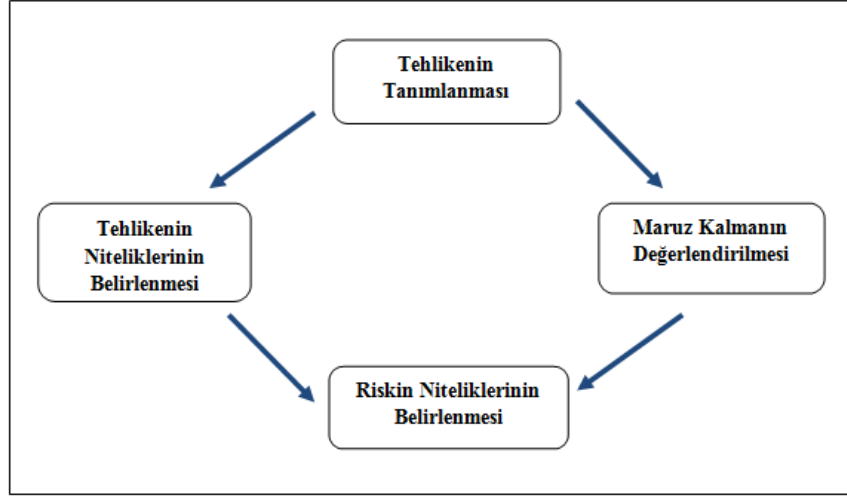 Tehlikenin
Tanımlanması
Tehlikenin
Niteliklerinin
Belirlenmesi
Maruz Kalmanın
Değerlendirilmesi
Riskin Niteliklerinin
Belirlenmesi